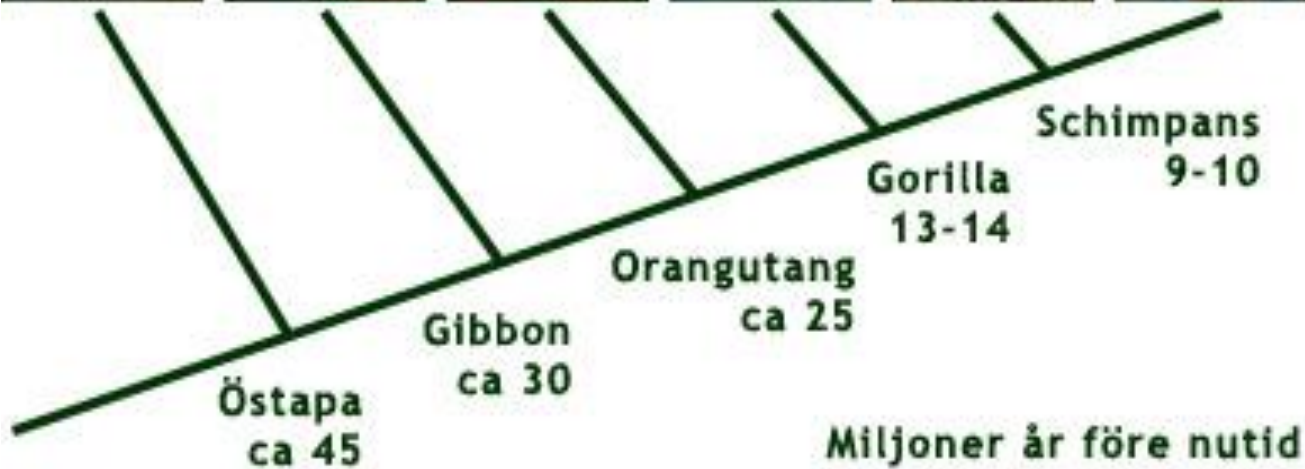 Schimpans
9-10
Gorilla
13-14
Orangutang
ca 25
Gibbon
ca 30
Östapa
ca 45
Miljoner år före nutid